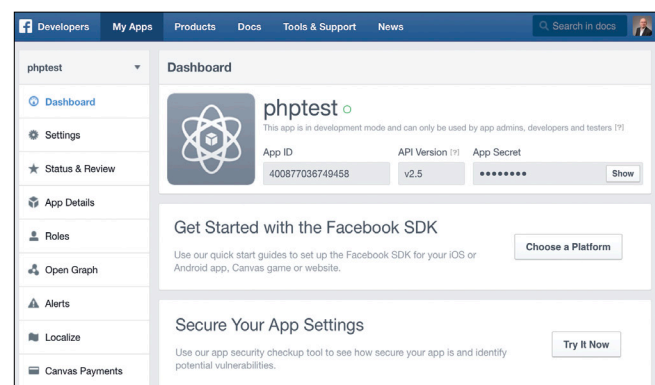 Developers My Apps Products Docs Tools & Support News Search in docs
phptest
Dashboard
Settings
Status & Review
App Details
Roles
Open Graph
Alerts
Localize
Canvas Payments
Dashboard
phptest
This app is in development mode and can only be used by app admins, developers and testers [?]
App ID API Version [?] App Secret
400877036749458 v2.5 ●●●●●●●● Show
Get Started with the Facebook SDK
Use our quick start guides to set up the Facebook SDK for your iOS or
Android app, Canvas game or website.
Choose a Platform
Secure Your App Settings
Use our app security checkup tool to see how secure your app is and identify
potential vulnerabilities.
Try It Now